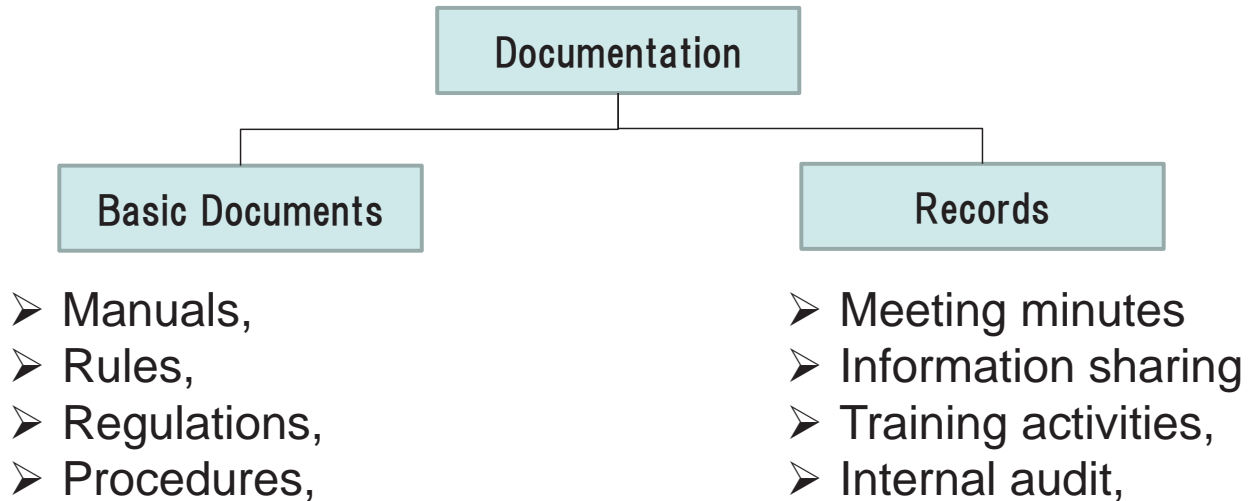 Documentation
Basic Documents
Records
➢ Manuals,
➢ Rules,
➢ Regulations,
➢ Procedures,
➢ Meeting minutes
➢ Information sharing
➢ Training activities,
➢ Internal audit,